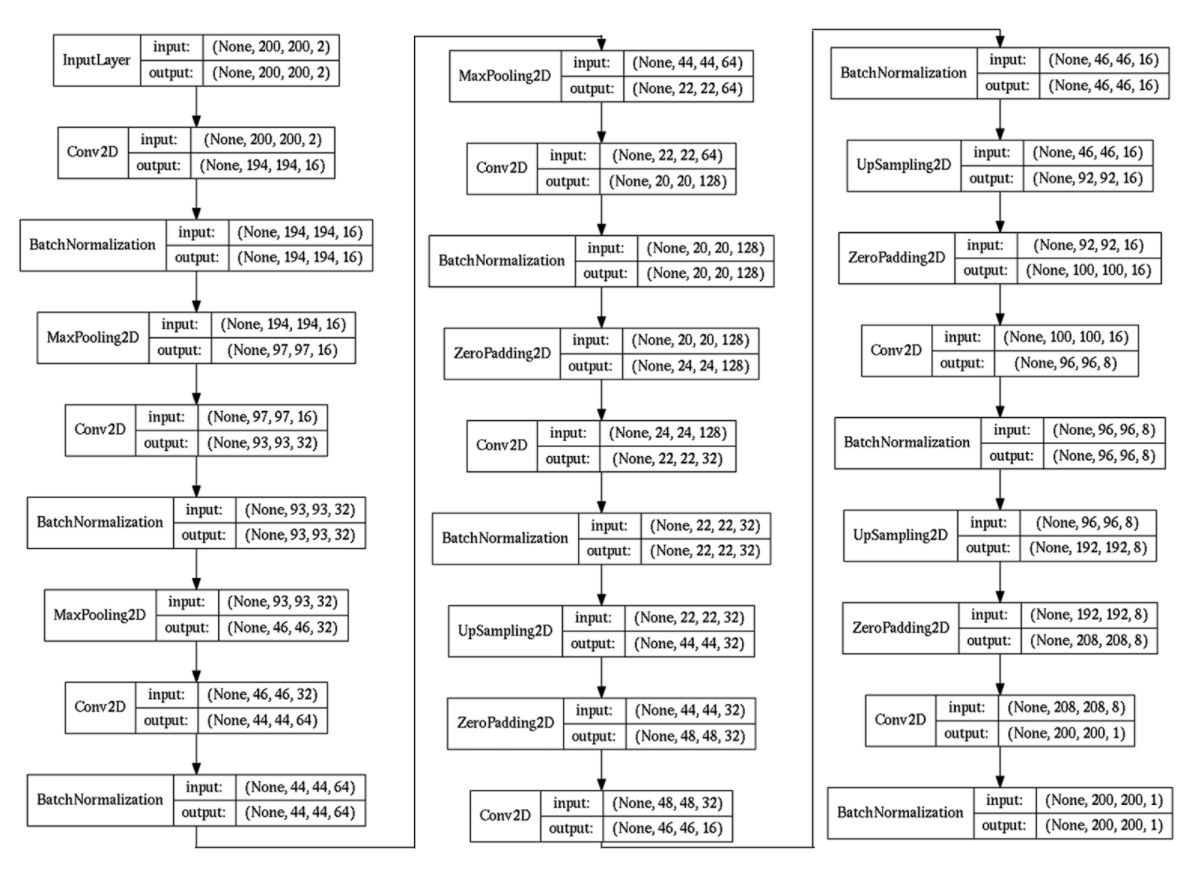 InputLayer input: (None, 200, 200, 2)
output: (None, 200, 200, 2)
Conv2D input: (None, 200, 200, 2)
output: (None, 194, 194, 16)
BatchNormalization input: (None, 194, 194, 16)
output: (None, 194, 194, 16)
MaxPooling2D input: (None, 194, 194, 16)
output: (None, 97, 97, 16)
Conv2D input: (None, 97, 97, 16)
output: (None, 93, 93, 32)
BatchNormalization input: (None, 93, 93, 32)
output: (None, 93, 93, 32)
MaxPooling2D input: (None, 93, 93, 32)
output: (None, 46, 46, 32)
Conv2D input: (None, 46, 46, 32)
output: (None, 44, 44, 64)
BatchNormalization input: (None, 44, 44, 64)
output: (None, 44, 44, 64)
MaxPooling2D input: (None, 44, 44, 64)
output: (None, 22, 22, 64)
Conv2D input: (None, 22, 22, 64)
output: (None, 20, 20, 128)
BatchNormalization input: (None, 20, 20, 128)
output: (None, 20, 20, 128)
ZeroPadding2D input: (None, 20, 20, 128)
output: (None, 24, 24, 128)
Conv2D input: (None, 24, 24, 128)
output: (None, 22, 22, 32)
BatchNormalization input: (None, 22, 22, 32)
output: (None, 22, 22, 32)
UpSampling2D input: (None, 22, 22, 32)
output: (None, 44, 44, 32)
ZeroPadding2D input: (None, 44, 44, 32)
output: (None, 48, 48, 32)
Conv2D input: (None, 48, 48, 32)
output: (None, 46, 46, 16)
BatchNormalization input: (None, 46, 46, 16)
output: (None, 46, 46, 16)
UpSampling2D input: (None, 46, 46, 16)
output: (None, 92, 92, 16)
ZeroPadding2D input: (None, 92, 92, 16)
output: (None, 100, 100, 16)
Conv2D input: (None, 100, 100, 16)
output: (None, 96, 96, 8)
BatchNormalization input: (None, 96, 96, 8)
output: (None, 96, 96, 8)
UpSampling2D input: (None, 96, 96, 8)
output: (None, 192, 192, 8)
ZeroPadding2D input: (None, 192, 192, 8)
output: (None, 208, 208, 8)
Conv2D input: (None, 208, 208, 8)
output: (None, 200, 200, 1)
BatchNormalization input: (None, 200, 200, 1)
output: (None, 200, 200, 1)